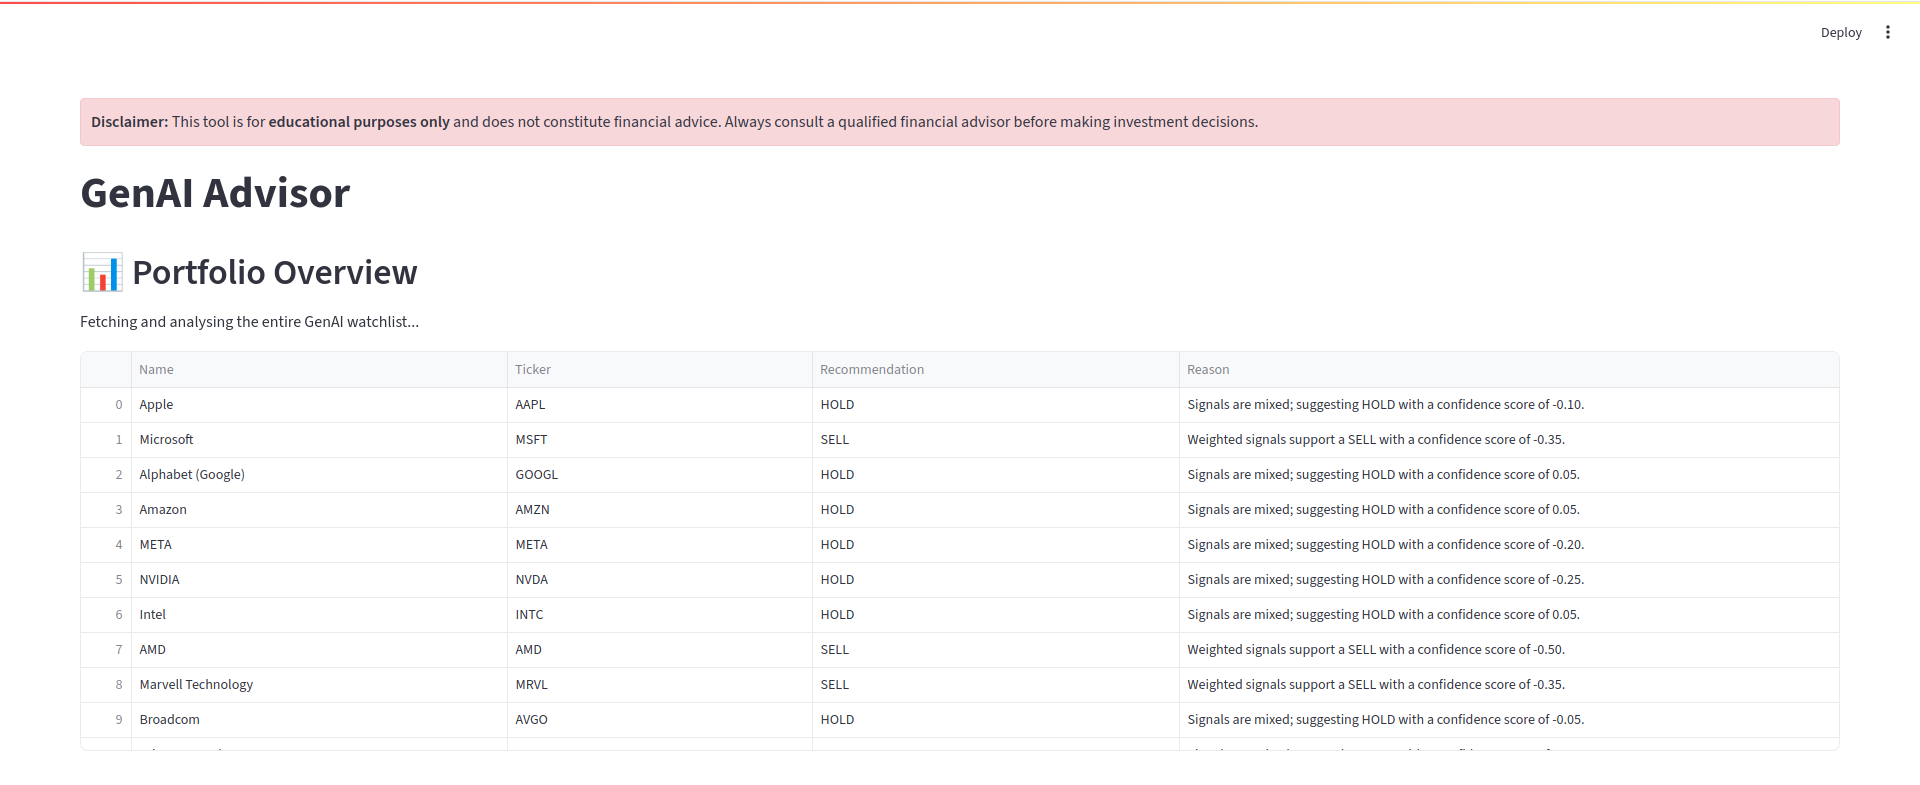 Deploy
Disclaimer: This tool is for educational purposes only and does not constitute financial advice. Always consult a qualified financial advisor before making investment decisions.
GenAI Advisor
📊 Portfolio Overview
Fetching and analysing the entire GenAI watchlist...
Name Ticker Recommendation Reason
0 Apple AAPL HOLD Signals are mixed; suggesting HOLD with a confidence score of -0.10.
1 Microsoft MSFT SELL Weighted signals support a SELL with a confidence score of -0.35.
2 Alphabet (Google) GOOGL HOLD Signals are mixed; suggesting HOLD with a confidence score of 0.05.
3 Amazon AMZN HOLD Signals are mixed; suggesting HOLD with a confidence score of 0.05.
4 META META HOLD Signals are mixed; suggesting HOLD with a confidence score of -0.20.
5 NVIDIA NVDA HOLD Signals are mixed; suggesting HOLD with a confidence score of -0.25.
6 Intel INTC HOLD Signals are mixed; suggesting HOLD with a confidence score of 0.05.
7 AMD AMD SELL Weighted signals support a SELL with a confidence score of -0.50.
8 Marvell Technology MRVL SELL Weighted signals support a SELL with a confidence score of -0.35.
9 Broadcom AVGO HOLD Signals are mixed; suggesting HOLD with a confidence score of -0.05.